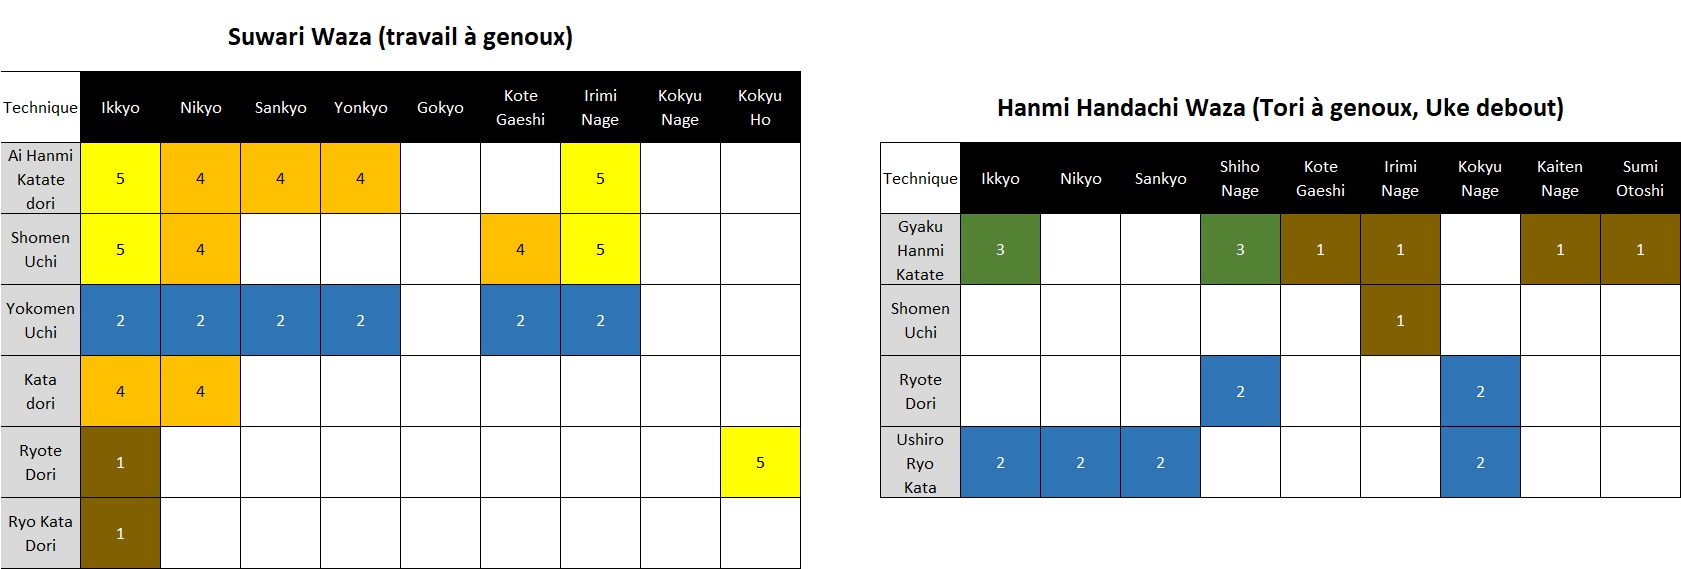 Suwari Waza (travail à genoux)
Technique Ikkyo Nikyo Sankyo Yonkyo Gokyo Kote Gaeshi Irimi Nage Kokyu Nage Kokyu Ho
Ai Hanmi Katate dori 5 4 4 4 5
Shomen Uchi 5 4 4 5
Yokomen Uchi 2 2 2 2 2 2
Kata dori 4 4
Ryote Dori 1 5
Ryo Kata Dori 1
Hanmi Handachi Waza (Tori à genoux, Uke debout)
Technique Ikkyo Nikyo Sankyo Shiho Nage Kote Gaeshi Irimi Nage Kokyu Nage Kaiten Nage Sumi Otoshi
Gyaku Hanmi Katate 3 3 1 1 1 1
Shomen Uchi 1
Ryote Dori 2 2
Ushiro Ryo Kata 2 2 2 2